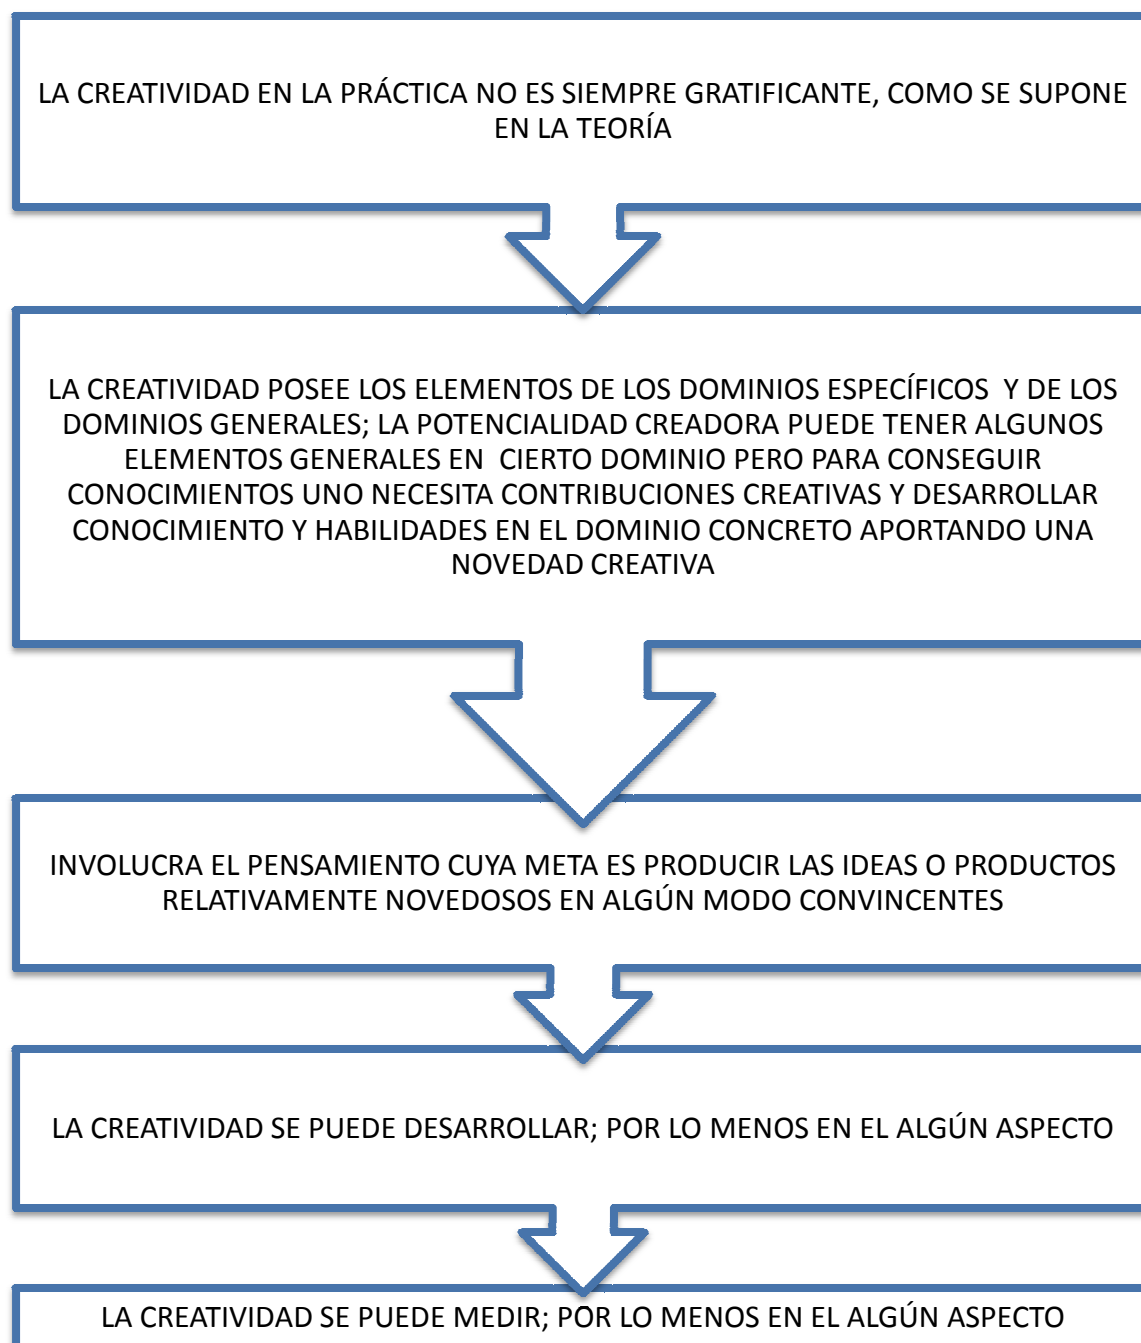 LA CREATIVIDAD EN LA PRÁCTICA NO ES SIEMPRE GRATIFICANTE, COMO SE SUPONE
EN LA TEORÍA
LA CREATIVIDAD POSEE LOS ELEMENTOS DE LOS DOMINIOS ESPECÍFICOS Y DE LOS
DOMINIOS GENERALES; LA POTENCIALIDAD CREADORA PUEDE TENER ALGUNOS
ELEMENTOS GENERALES EN CIERTO DOMINIO PERO PARA CONSEGUIR
CONOCIMIENTOS UNO NECESITA CONTRIBUCIONES CREATIVAS Y DESARROLLAR
CONOCIMIENTO Y HABILIDADES EN EL DOMINIO CONCRETO APORTANDO UNA
NOVEDAD CREATIVA
INVOLUCRA EL PENSAMIENTO CUYA META ES PRODUCIR LAS IDEAS O PRODUCTOS
RELATIVAMENTE NOVEDOSOS EN ALGÚN MODO CONVINCENTES
LA CREATIVIDAD SE PUEDE DESARROLLAR; POR LO MENOS EN EL ALGÚN ASPECTO
LA CREATIVIDAD SE PUEDE MEDIR; POR LO MENOS EN EL ALGÚN ASPECTO